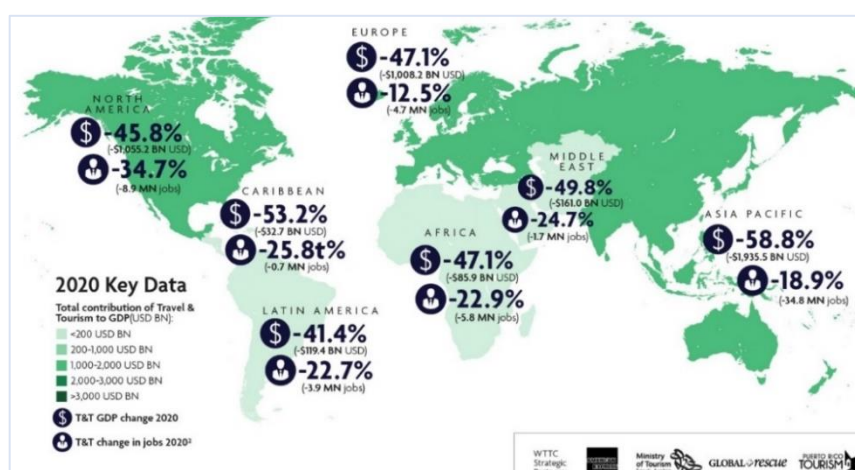 EUROPE
-47.1%
(-$1,008.2 BN USD)
-12.5%
(-4.7 MN jobs)
NORTH
AMERICA
-45.8%
(-$1,055.2 BN USD)
-34.7%
(-8.9 MN jobs)
CARIBBEAN
-53.2%
(-$32.7 BN USD)
-25.8t%
(-0.7 MN jobs)
MIDDLE
EAST
-49.8%
(-$161.0 BN USD)
-24.7%
(-1.7 MN jobs)
AFRICA
-47.1%
(-$85.9 BN USD)
-22.9%
(-5.8 MN jobs)
ASIA PACIFIC
-58.8%
(-$1,935.5 BN USD)
-18.9%
(-34.8 MN jobs)
LATIN AMERICA
-41.4%
(-$119.4 BN USD)
-22.7%
(-3.9 MN jobs)
2020 Key Data
Total contribution of Travel &
Tourism to GDP(USD BN):
<200 USD BN
200-1,000 USD BN
1,000-2,000 USD BN
2,000-3,000 USD BN
>3,000 USD BN
$ T&T GDP change 2020
T&T change in jobs 2020²
WTTC
Strategic
Ministry
of Tourism
GLOBAL rescue
PUERTO RICO
TOURISM